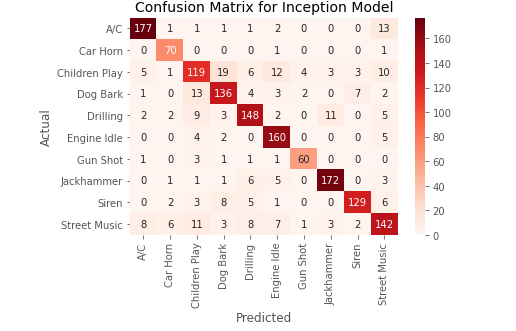 Confusion Matrix for Inception Model
Actual
A/C 177 1 1 1 1 2 0 0 0 13
Car Horn 0 70 0 0 0 1 0 0 0 1
Children Play 5 1 119 19 6 12 4 3 3 10
Dog Bark 1 0 13 136 4 3 2 0 7 2
Drilling 2 2 9 3 148 2 0 11 0 5
Engine Idle 0 0 4 2 0 160 0 0 0 5
Gun Shot 1 0 3 1 1 1 60 0 0 3
Jackhammer 0 1 1 1 6 5 0 172 0 3
Siren 0 2 3 8 5 1 0 0 129 6
Street Music 8 6 11 3 8 7 1 3 2 142
A/C Car Horn Children Play Dog Bark Drilling Engine Idle Gun Shot Jackhammer Siren Street Music
Predicted
160
140
120
100
80
60
40
20
0